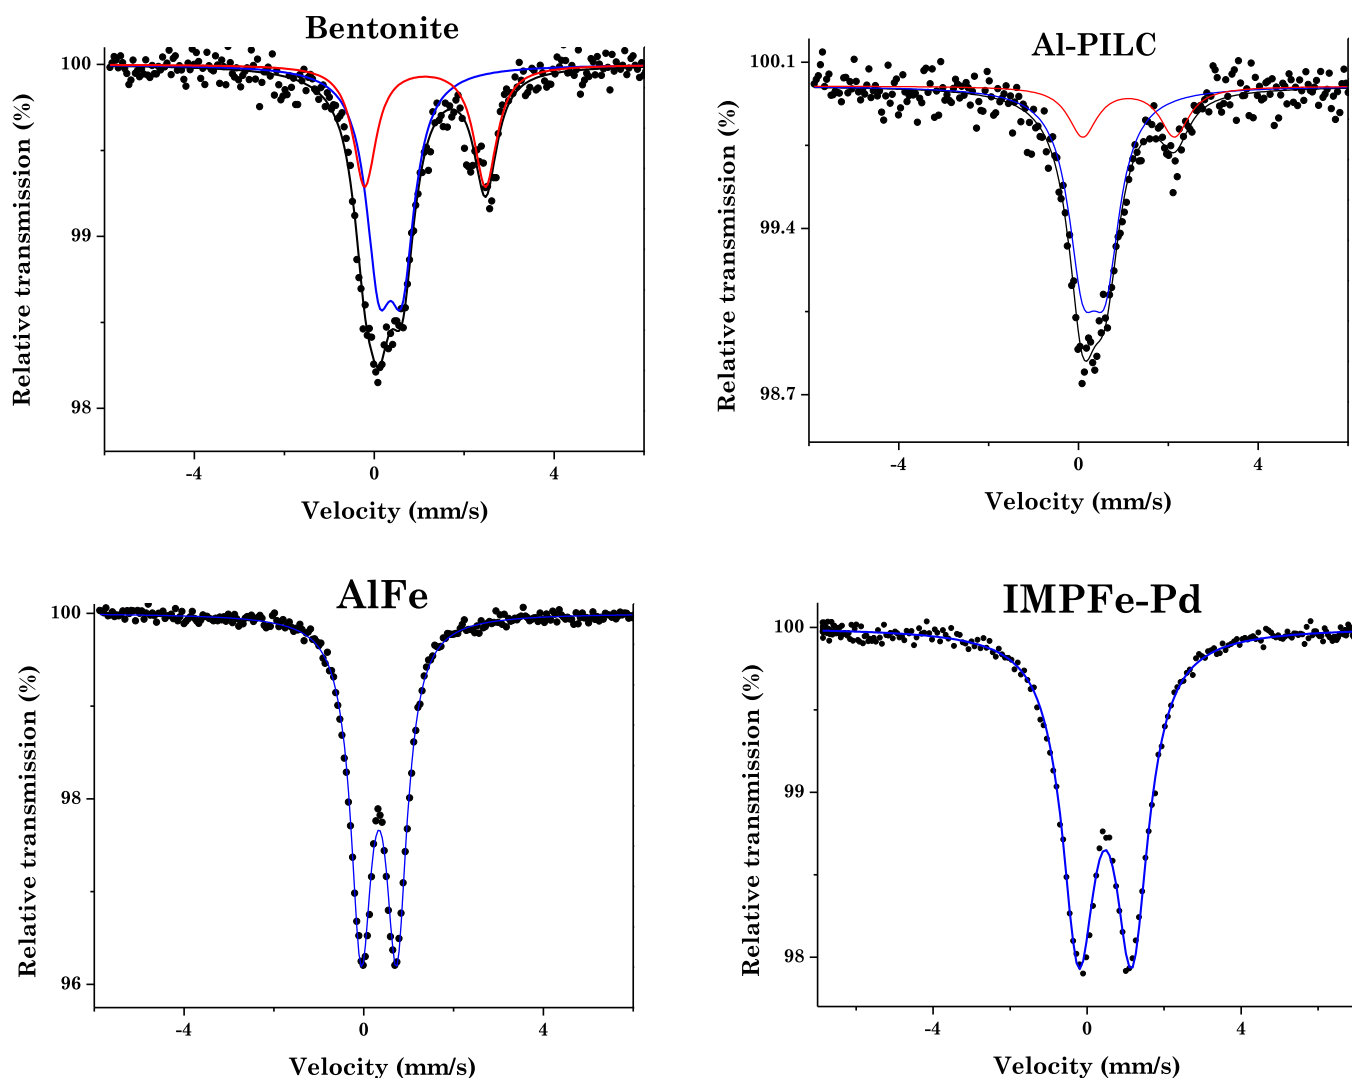 Bentonite
Relative transmission (%)
100
99
98
-4 0 4
Velocity (mm/s)
Al-PILC
Relative transmission (%)
100.1
99.4
98.7
-4 0 4
Velocity (mm/s)
AlFe
Relative transmission (%)
100
98
96
-4 0 4
Velocity (mm/s)
IMPFe-Pd
Relative transmission (%)
100
99
98
-4 0 4
Velocity (mm/s)